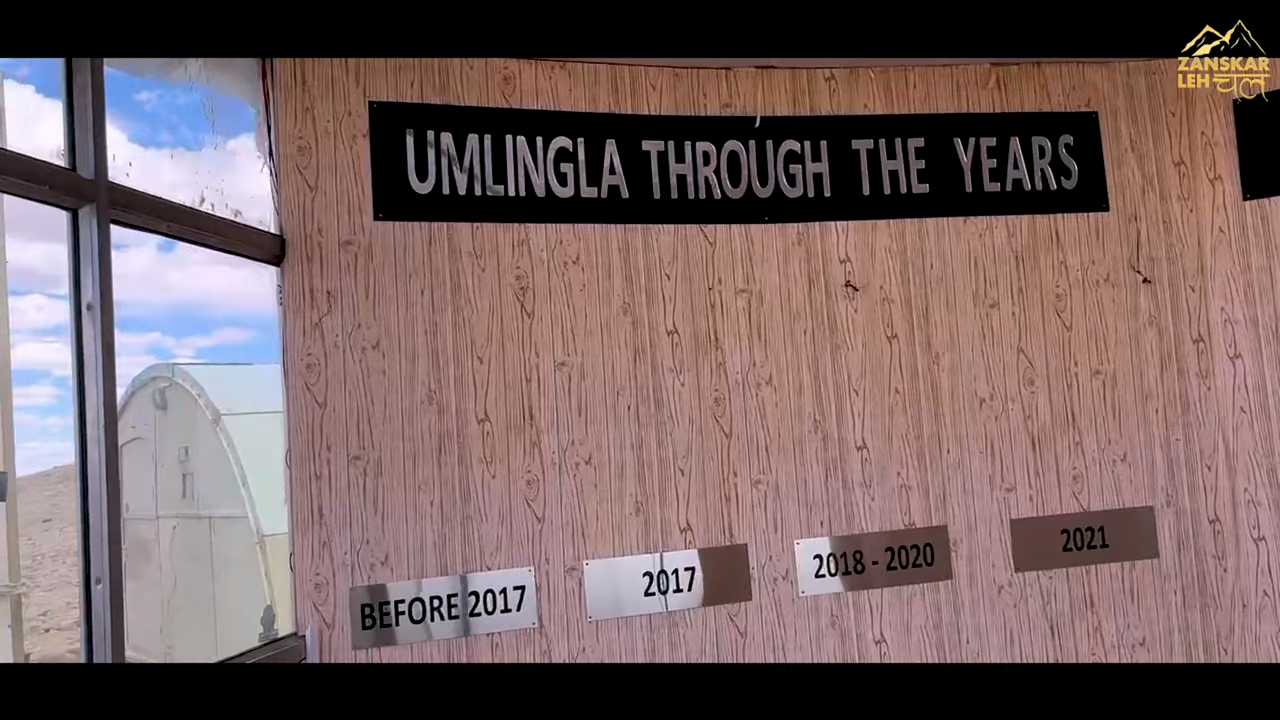 ZANSKAR
LEH चल
UMLINGLA THROUGH THE YEARS
BEFORE 2017
2017
2018 - 2020
2021